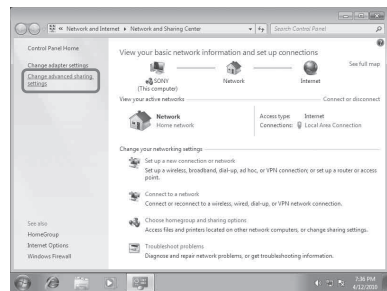 « Network and Internet ▸ Network and Sharing Center
Search Control Panel
Control Panel Home
Change adapter settings
Change advanced sharing
settings
See also
HomeGroup
Internet Options
Windows Firewall
View your basic network information and set up connections
See full map
SONY
(This computer)
Network
Internet
View your active networks
Connect or disconnect
Network
Home network
Access type: Internet
Connections: Local Area Connection
Change your networking settings
Set up a new connection or network
Set up a wireless, broadband, dial-up, ad hoc, or VPN connection; or set up a router or access
point.
Connect to a network
Connect or reconnect to a wireless, wired, dial-up, or VPN network connection.
Choose homegroup and sharing options
Access files and printers located on other network computers, or change sharing settings.
Troubleshoot problems
Diagnose and repair network problems, or get troubleshooting information.
1:36 PM
4/12/2010